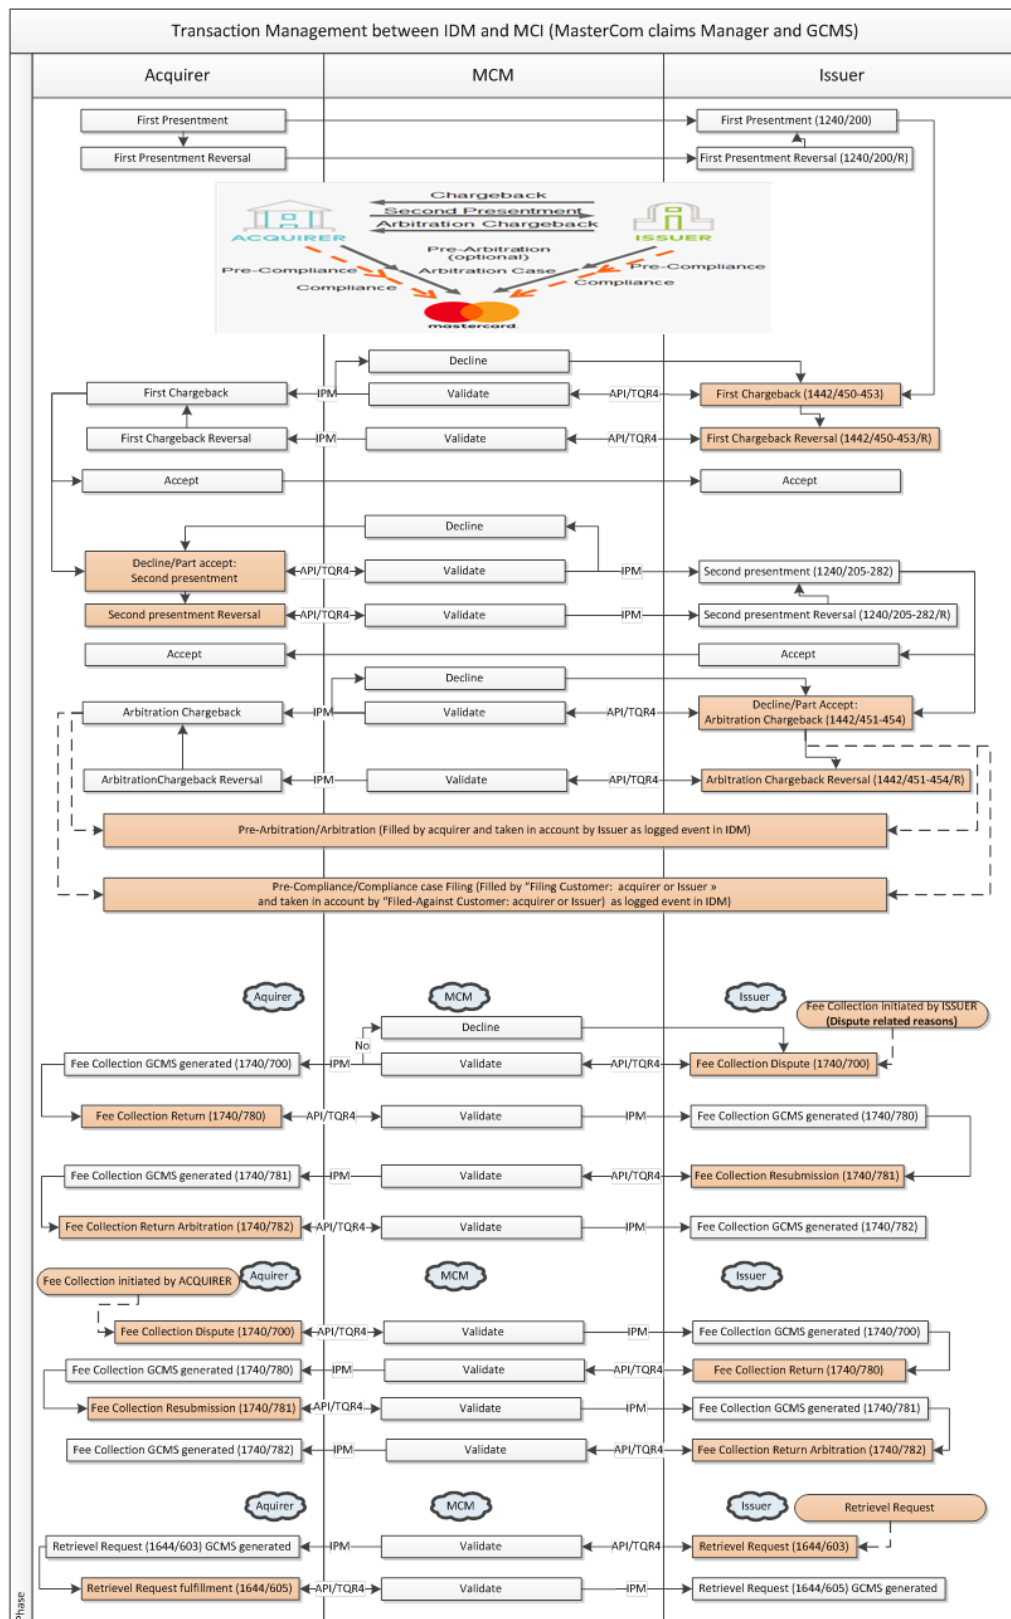 Transaction Management between IDM and MCI (MasterCom claims Manager and GCMS)
Acquirer MCM Issuer
First Presentment First Presentment (1240/200)
First Presentment Reversal First Presentment Reversal (1240/200/R)
Chargeback
Second Presentment
Arbitration Chargeback
ACQUIRER ISSUER
Pre-Arbitration
(optional)
Pre-Compliance Arbitration Case Pre-Compliance
Compliance Compliance
mastercard.
Decline
First Chargeback IPM Validate API/TQR4 First Chargeback (1442/450-453)
First Chargeback Reversal IPM Validate API/TQR4 First Chargeback Reversal (1442/450-453/R)
Accept Accept
Decline
Decline/Part accept:
Second presentment API/TQR4 Validate IPM Second presentment (1240/205-282)
Second presentment Reversal API/TQR4 Validate IPM Second presentment Reversal (1240/205-282/R)
Accept Accept
Decline
Arbitration Chargeback IPM Validate API/TQR4 Decline/Part Accept:
Arbitration Chargeback (1442/451-454)
ArbitrationChargeback Reversal IPM Validate API/TQR4 Arbitration Chargeback Reversal (1442/451-454/R)
Pre-Arbitration/Arbitration (Filled by acquirer and taken in account by Issuer as logged event in IDM)
Pre-Compliance/Compliance case Filing (Filled by “Filing Customer: acquirer or Issuer »
and taken in account by “Filed-Against Customer: acquirer or Issuer) as logged event in IDM)
Aquirer MCM Issuer
Fee Collection initiated by ISSUER
(Dispute related reasons)
Decline
No
Fee Collection GCMS generated (1740/700) IPM Validate API/TQR4 Fee Collection Dispute (1740/700)
Fee Collection Return (1740/780) API/TQR4 Validate IPM Fee Collection GCMS generated (1740/780)
Fee Collection GCMS generated (1740/781) IPM Validate API/TQR4 Fee Collection Resubmission (1740/781)
Fee Collection Return Arbitration (1740/782) API/TQR4 Validate IPM Fee Collection GCMS generated (1740/782)
Fee Collection initiated by ACQUIRER Aquirer MCM Issuer
Fee Collection Dispute (1740/700) API/TQR4 Validate IPM Fee Collection GCMS generated (1740/700)
Fee Collection GCMS generated (1740/780) IPM Validate API/TQR4 Fee Collection Return (1740/780)
Fee Collection Resubmission (1740/781) API/TQR4 Validate IPM Fee Collection GCMS generated (1740/781)
Fee Collection GCMS generated (1740/782) IPM Validate API/TQR4 Fee Collection Return Arbitration (1740/782)
Aquirer MCM Issuer Retrievel Request
Retrievel Request (1644/603) GCMS generated IPM Validate API/TQR4 Retrievel Request (1644/603)
Retrievel Request fulfillment (1644/605) API/TQR4 Validate IPM Retrievel Request (1644/605) GCMS generated
Phase